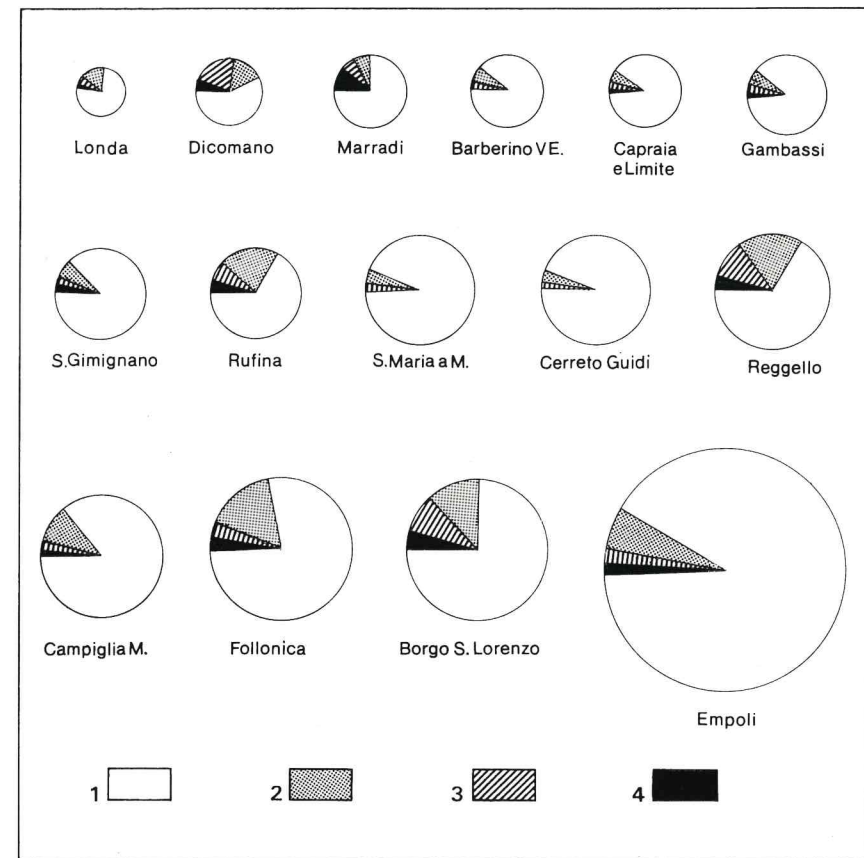 Londa
Dicomano
Marradi
Barberino VE.
Capraia
e Limite
Gambassi
S.Gimignano
Rufina
S.Maria a M.
Cerreto Guidi
Reggello
Campiglia M.
Follonica
Borgo S. Lorenzo
Empoli
1
2
3
4